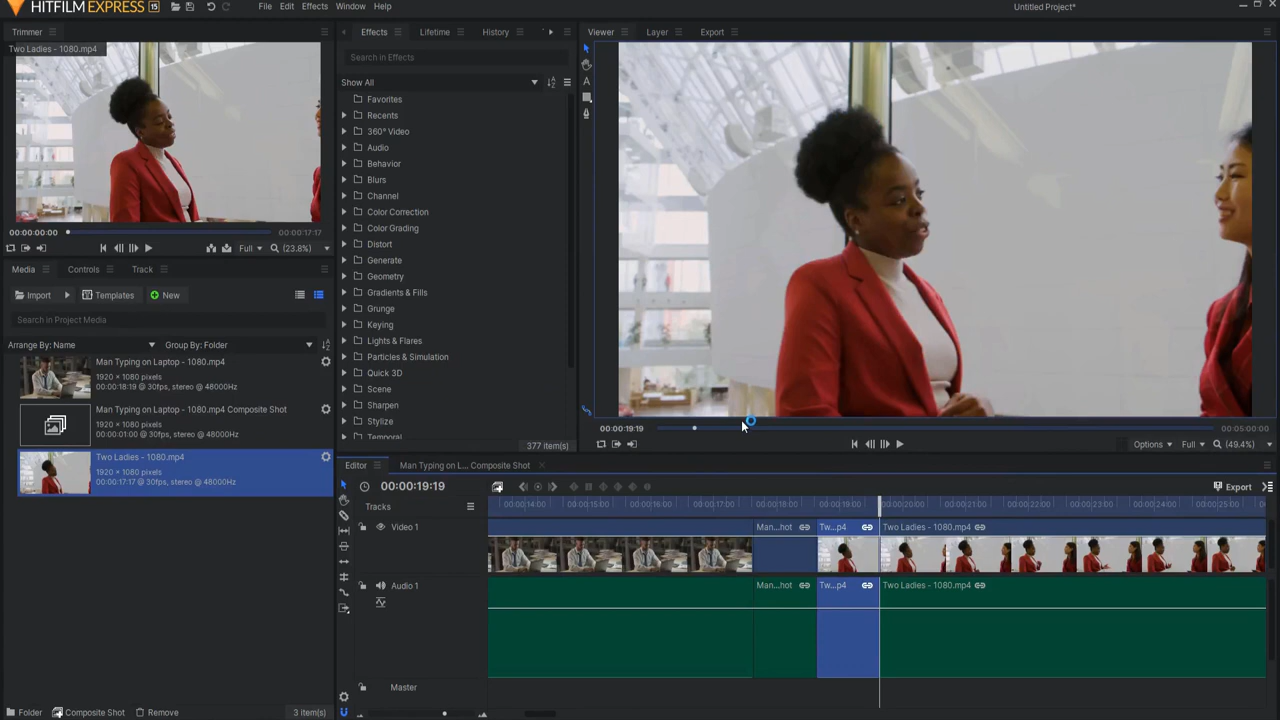 HITFILM EXPRESS 15
File Edit Effects Window Help
Untitled Project*
Trimmer
Two Ladies - 1080.mp4
00:00:00:00
00:00:17:17
Full
(23.8%)
Media Controls Track
Import Templates New
Search in Project Media
Arrange By: Name
Group By: Folder
Man Typing on Laptop - 1080.mp4
1920 × 1080 pixels
00:00:18:19 @ 30fps, stereo @ 48000Hz
Man Typing on Laptop - 1080.mp4 Composite Shot
1920 × 1080 pixels
00:00:01:00 @ 30fps, stereo @ 48000Hz
Two Ladies - 1080.mp4
1920 × 1080 pixels
00:00:17:17 @ 30fps, stereo @ 48000Hz
Folder Composite Shot Remove
3 item(s)
Effects Lifetime History
Search in Effects
Show All
Favorites
Recents
360° Video
Audio
Behavior
Blurs
Channel
Color Correction
Color Grading
Distort
Generate
Geometry
Gradients & Fills
Grunge
Keying
Lights & Flares
Particles & Simulation
Quick 3D
Scene
Sharpen
Stylize
Temporal
377 item(s)
Viewer Layer Export
A
00:00:19:19
00:05:00:00
Options Full (49.4%)
Editor
Man Typing on L... Composite Shot
00:00:19:19
Export
Tracks
00:00:14:00 00:00:15:00 00:00:16:00 00:00:17:00 00:00:18:00 00:00:19:00 00:00:20:00 00:00:21:00 00:00:22:00 00:00:23:00 00:00:24:00 00:00:25:00
Video 1
Man...hot
Tw...p4
Two Ladies - 1080.mp4
Audio 1
Man...hot
Tw...p4
Two Ladies - 1080.mp4
Master